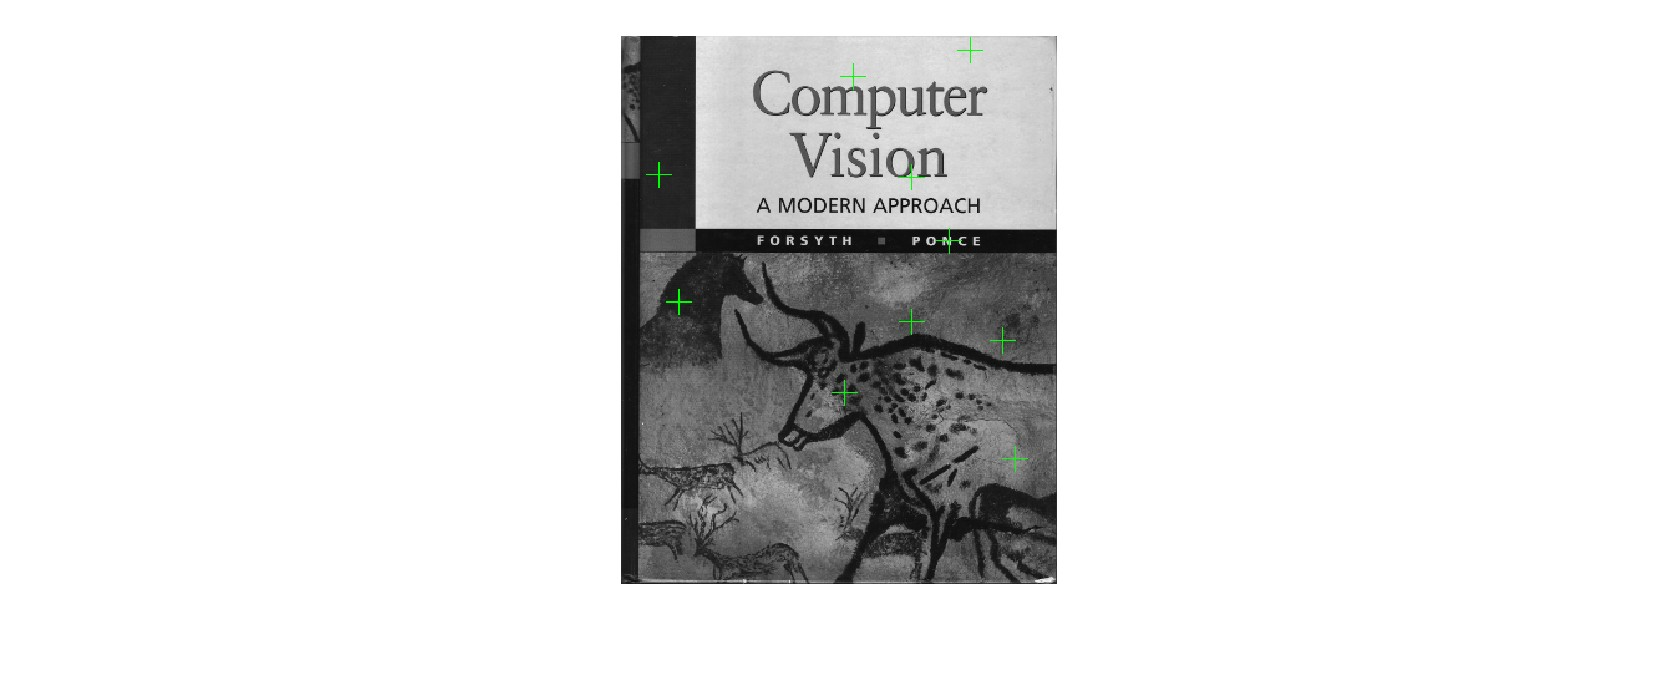 Computer
Vision
A MODERN APPROACH
FORSYTH ■ PONCE